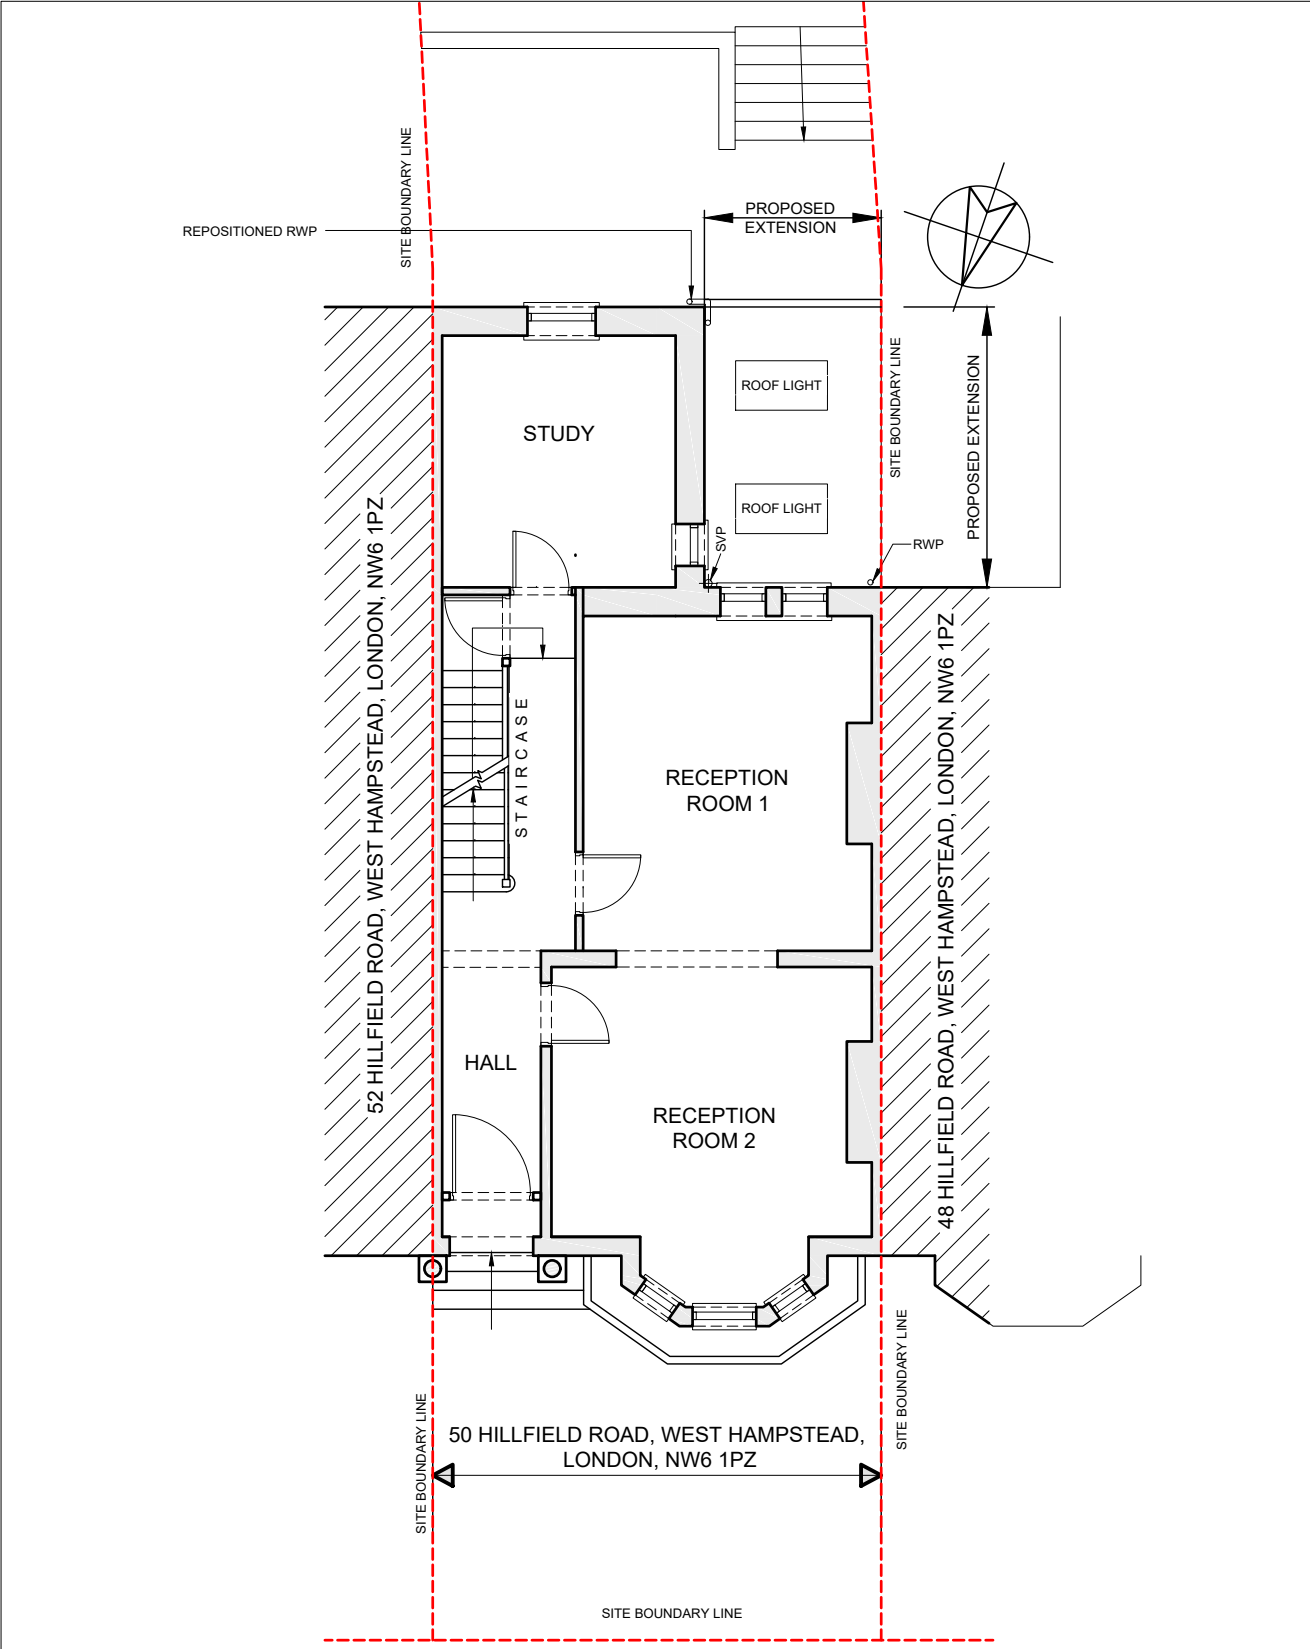 SITE BOUNDARY LINE
REPOSITIONED RWP
PROPOSED
EXTENSION
ROOF LIGHT
SITE BOUNDARY LINE
PROPOSED EXTENSION
STUDY
ROOF LIGHT
SVP
RWP
52 HILLFIELD ROAD, WEST HAMPSTEAD, LONDON, NW6 1PZ
STAIRCASE
RECEPTION
ROOM 1
48 HILLFIELD ROAD, WEST HAMPSTEAD, LONDON, NW6 1PZ
HALL
RECEPTION
ROOM 2
SITE BOUNDARY LINE
SITE BOUNDARY LINE
50 HILLFIELD ROAD, WEST HAMPSTEAD,
LONDON, NW6 1PZ
SITE BOUNDARY LINE